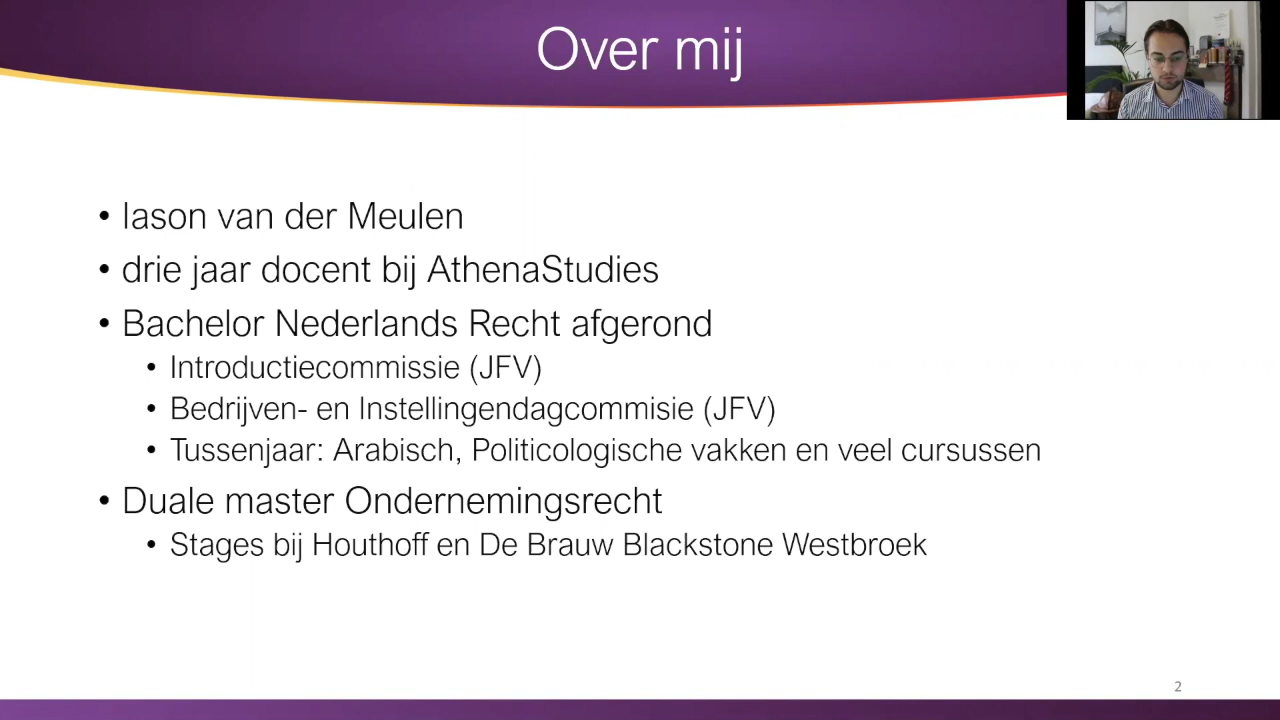 Over mij
• Iason van der Meulen
• drie jaar docent bij AthenaStudies
• Bachelor Nederlands Recht afgerond
• Introductiecommissie (JFV)
• Bedrijven- en Instellingendagcommisie (JFV)
• Tussenjaar: Arabisch, Politicologische vakken en veel cursussen
• Duale master Ondernemingsrecht
• Stages bij Houthoff en De Brauw Blackstone Westbroek
2